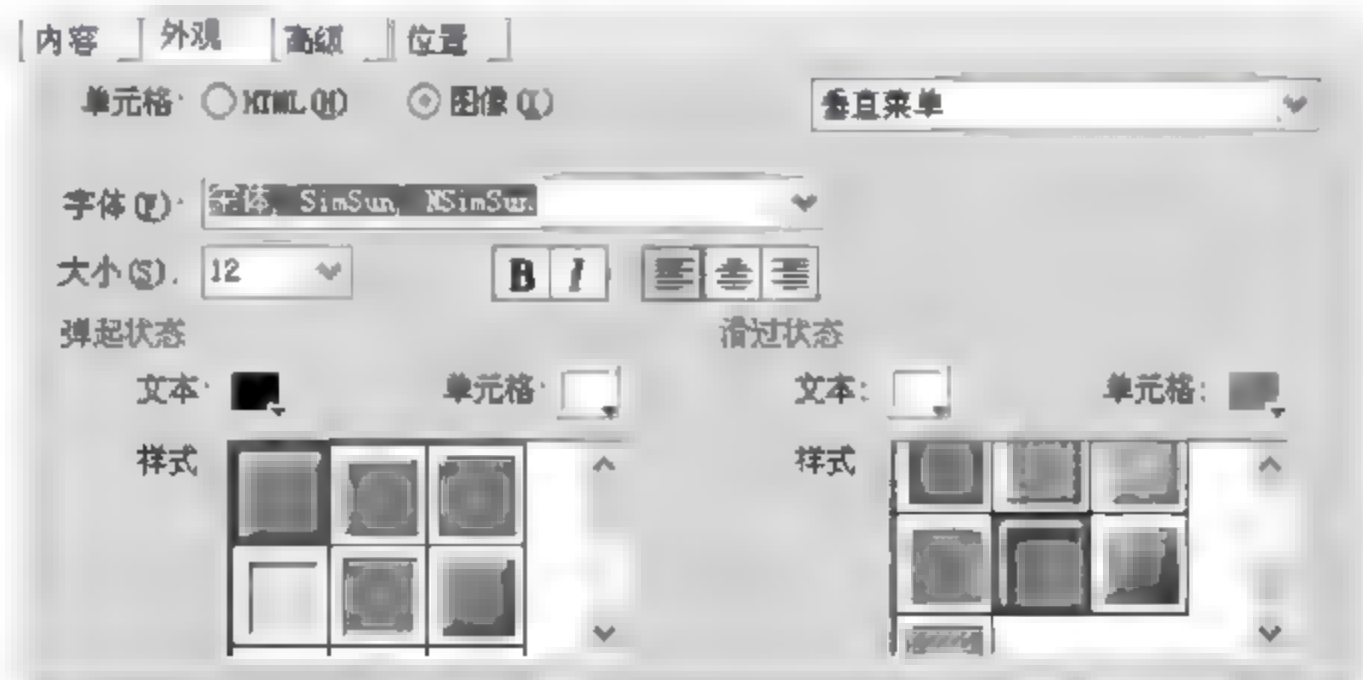 内容 外观 高级 位置
单元格: HTML(H) 图像(I) 垂直菜单
字体(F): 宋体, SimSun, NSimSun
大小(S): 12 B I
弹起状态 滑过状态
文本: 单元格: 文本: 单元格:
样式 样式